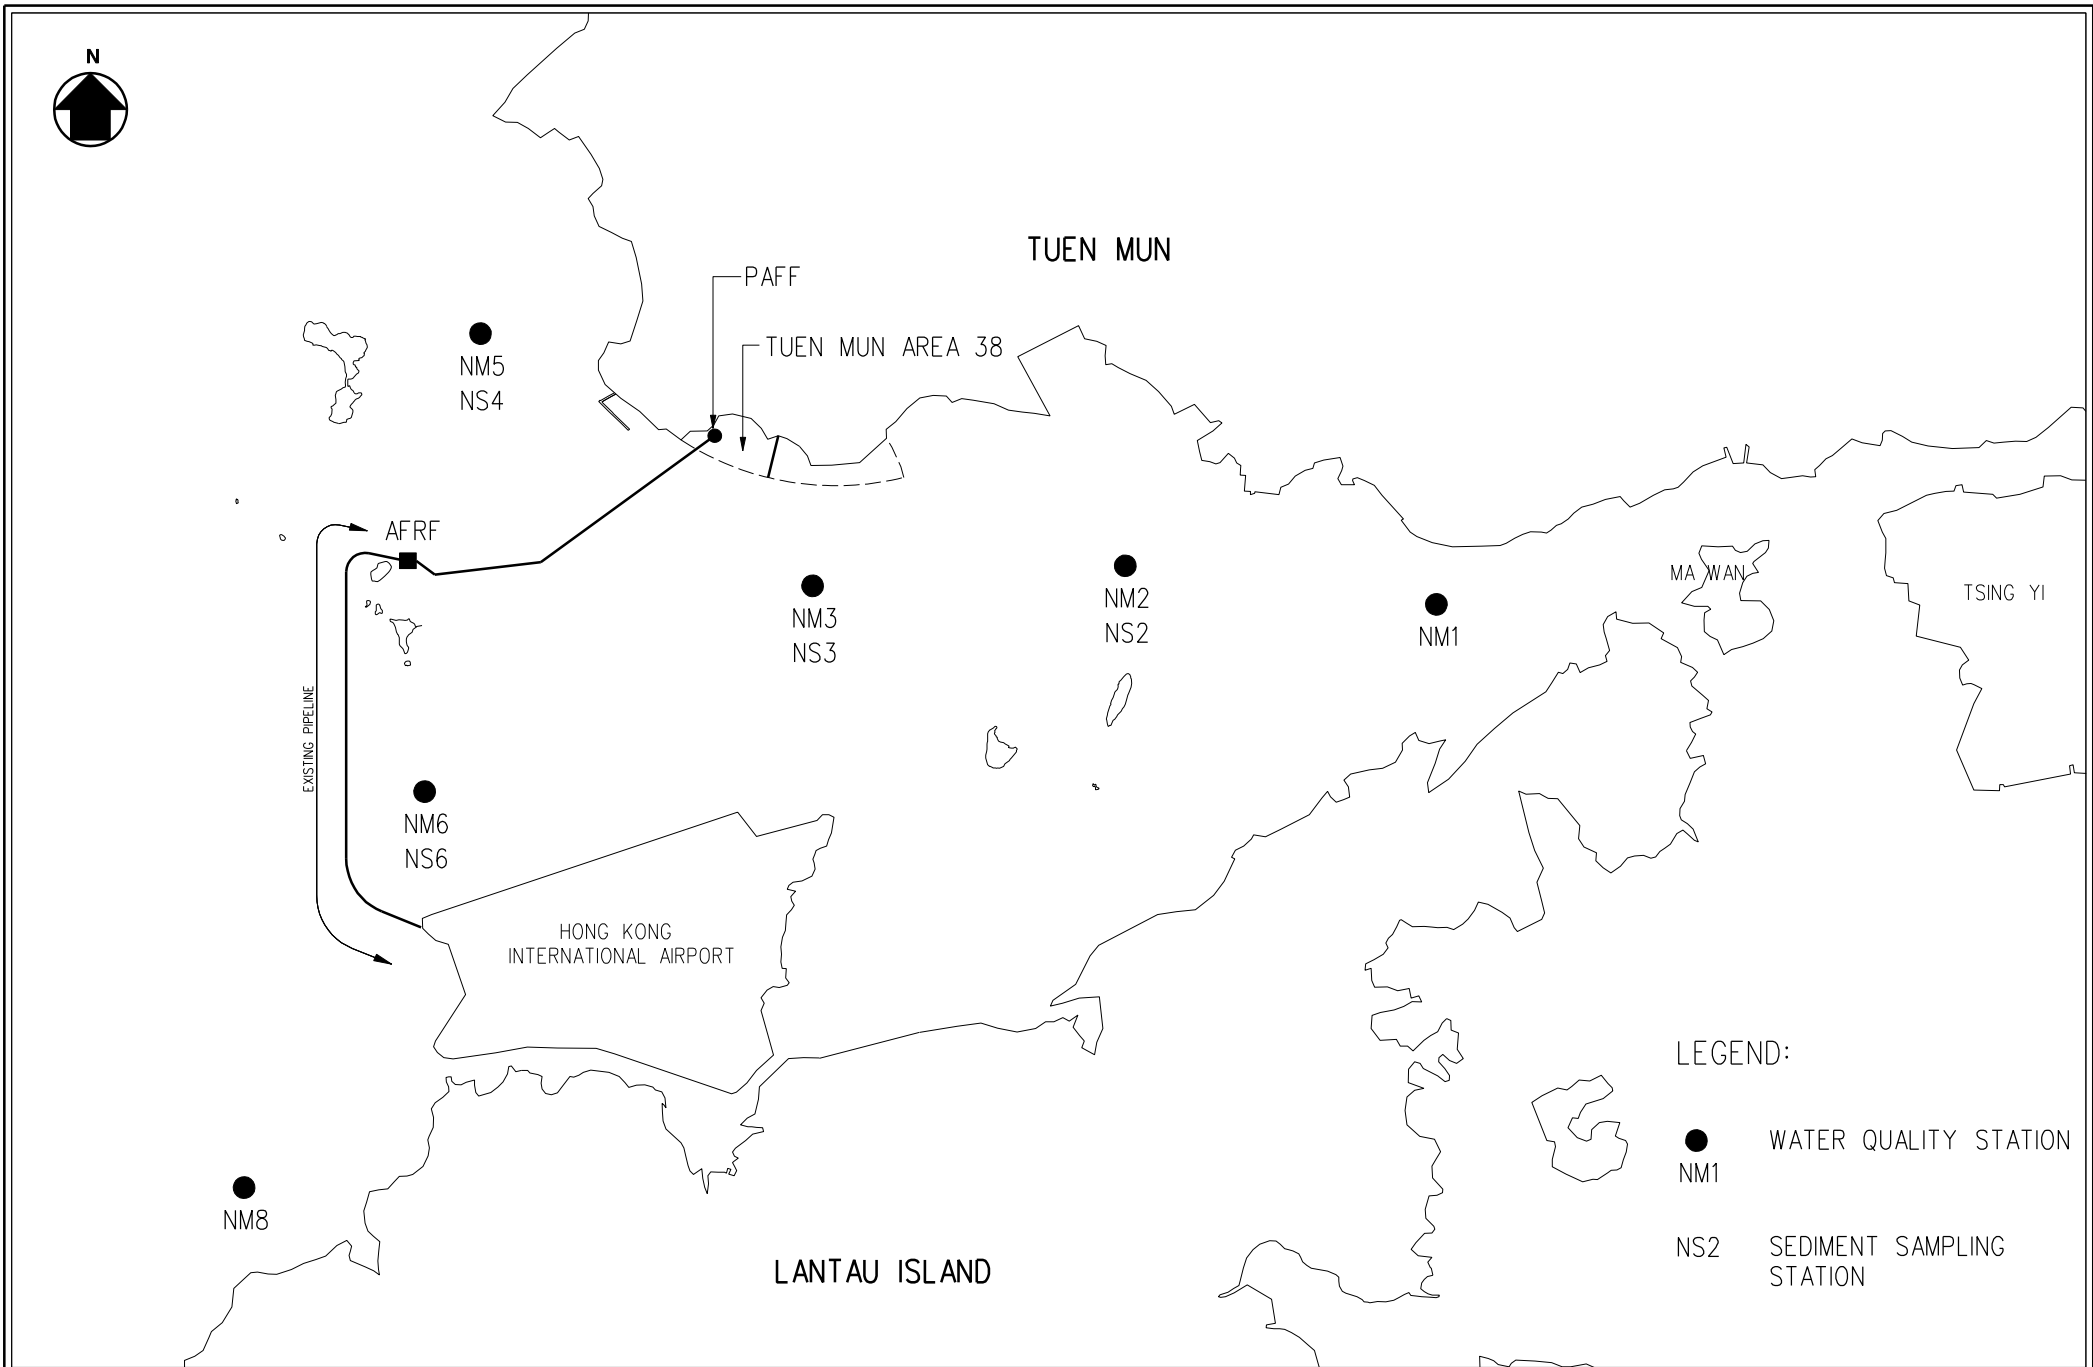 N
TUEN MUN
PAFF
TUEN MUN AREA 38
NM5
NS4
AFRF
MA WAN
TSING YI
NM3
NS3
NM2
NS2
NM1
EXISTING PIPELINE
NM6
NS6
HONG KONG
INTERNATIONAL AIRPORT
LEGEND:
WATER QUALITY STATION
NM1
NM8
NS2
SEDIMENT SAMPLING
STATION
LANTAU ISLAND